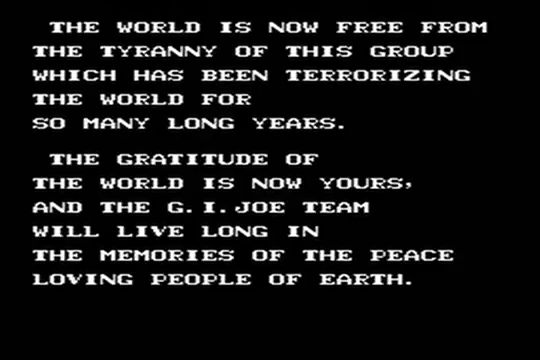 THE WORLD IS NOW FREE FROM
THE TYRANNY OF THIS GROUP
WHICH HAS BEEN TERRORIZING
THE WORLD FOR
SO MANY LONG YEARS.
THE GRATITUDE OF
THE WORLD IS NOW YOURS,
AND THE G.I.JOE TEAM
WILL LIVE LONG IN
THE MEMORIES OF THE PEACE
LOVING PEOPLE OF EARTH.